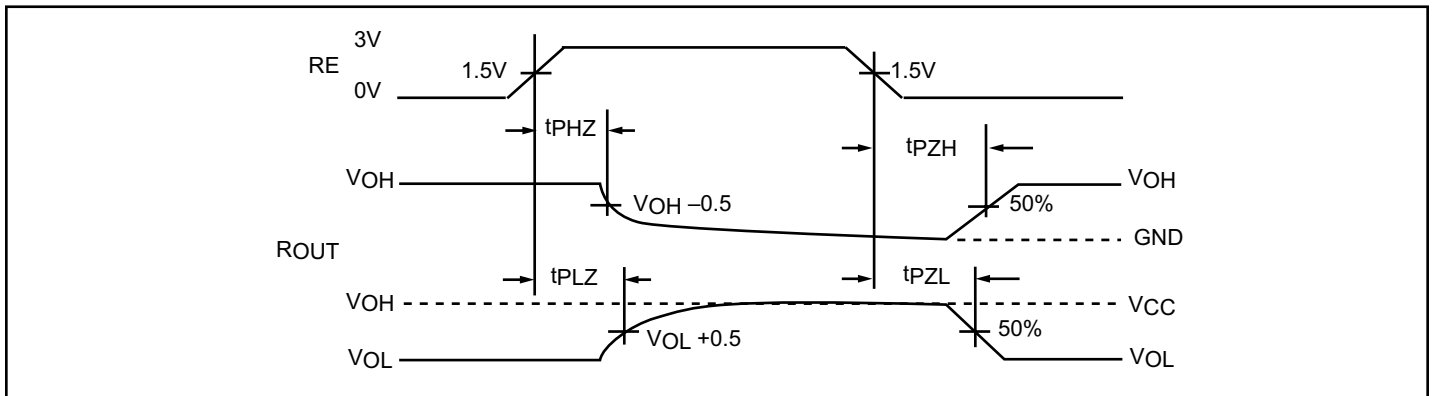 3V
RE
1.5V
1.5V
0V
tPHZ
tPZH
VOH
VOH
VOH –0.5
50%
ROUT
GND
tPLZ
tPZL
VOH
VCC
VOL +0.5
50%
VOL
VOL